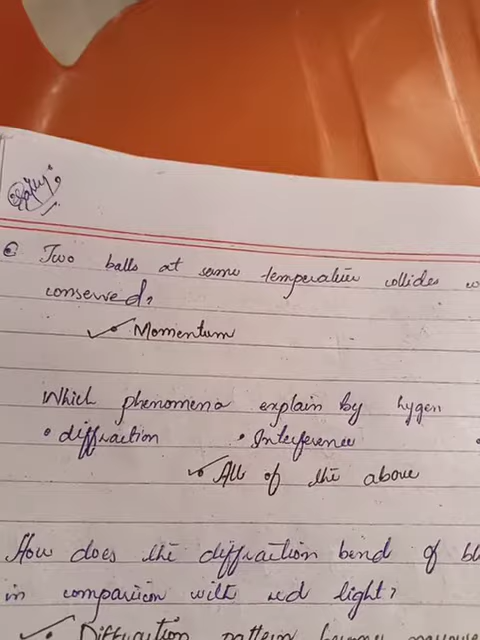 Two balls at same temperature collides
conserved?
Momentum
Which phenomena explain by hygen
• diffraction • Interference
All of the above
How does the diffraction bend of bl
in comparison with red light?
Diffraction pattern